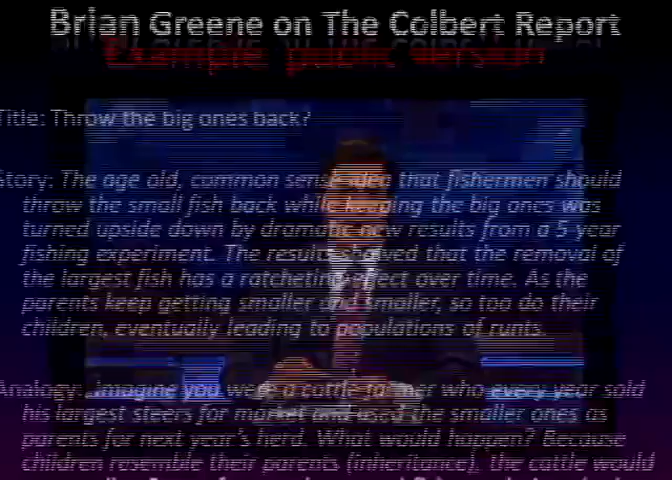 Brian Greene on The Colbert Report
Example: public version
Title: Throw the big ones back?
Story: The age old, common sense idea that fishermen should
throw the small fish back while keeping the big ones was
turned upside down by dramatic new results from a 5-year
fishing experiment. The results showed that the removal of
the largest fish has a ratcheting effect over time. As the
parents keep getting smaller and smaller, so too do their
children, eventually leading to populations of runts.
Analogy: Imagine you were a cattle farmer who every year sold
his largest steers for market and used the smaller ones as
parents for next year's herd. What would happen? Because
children resemble their parents (inheritance), the cattle would